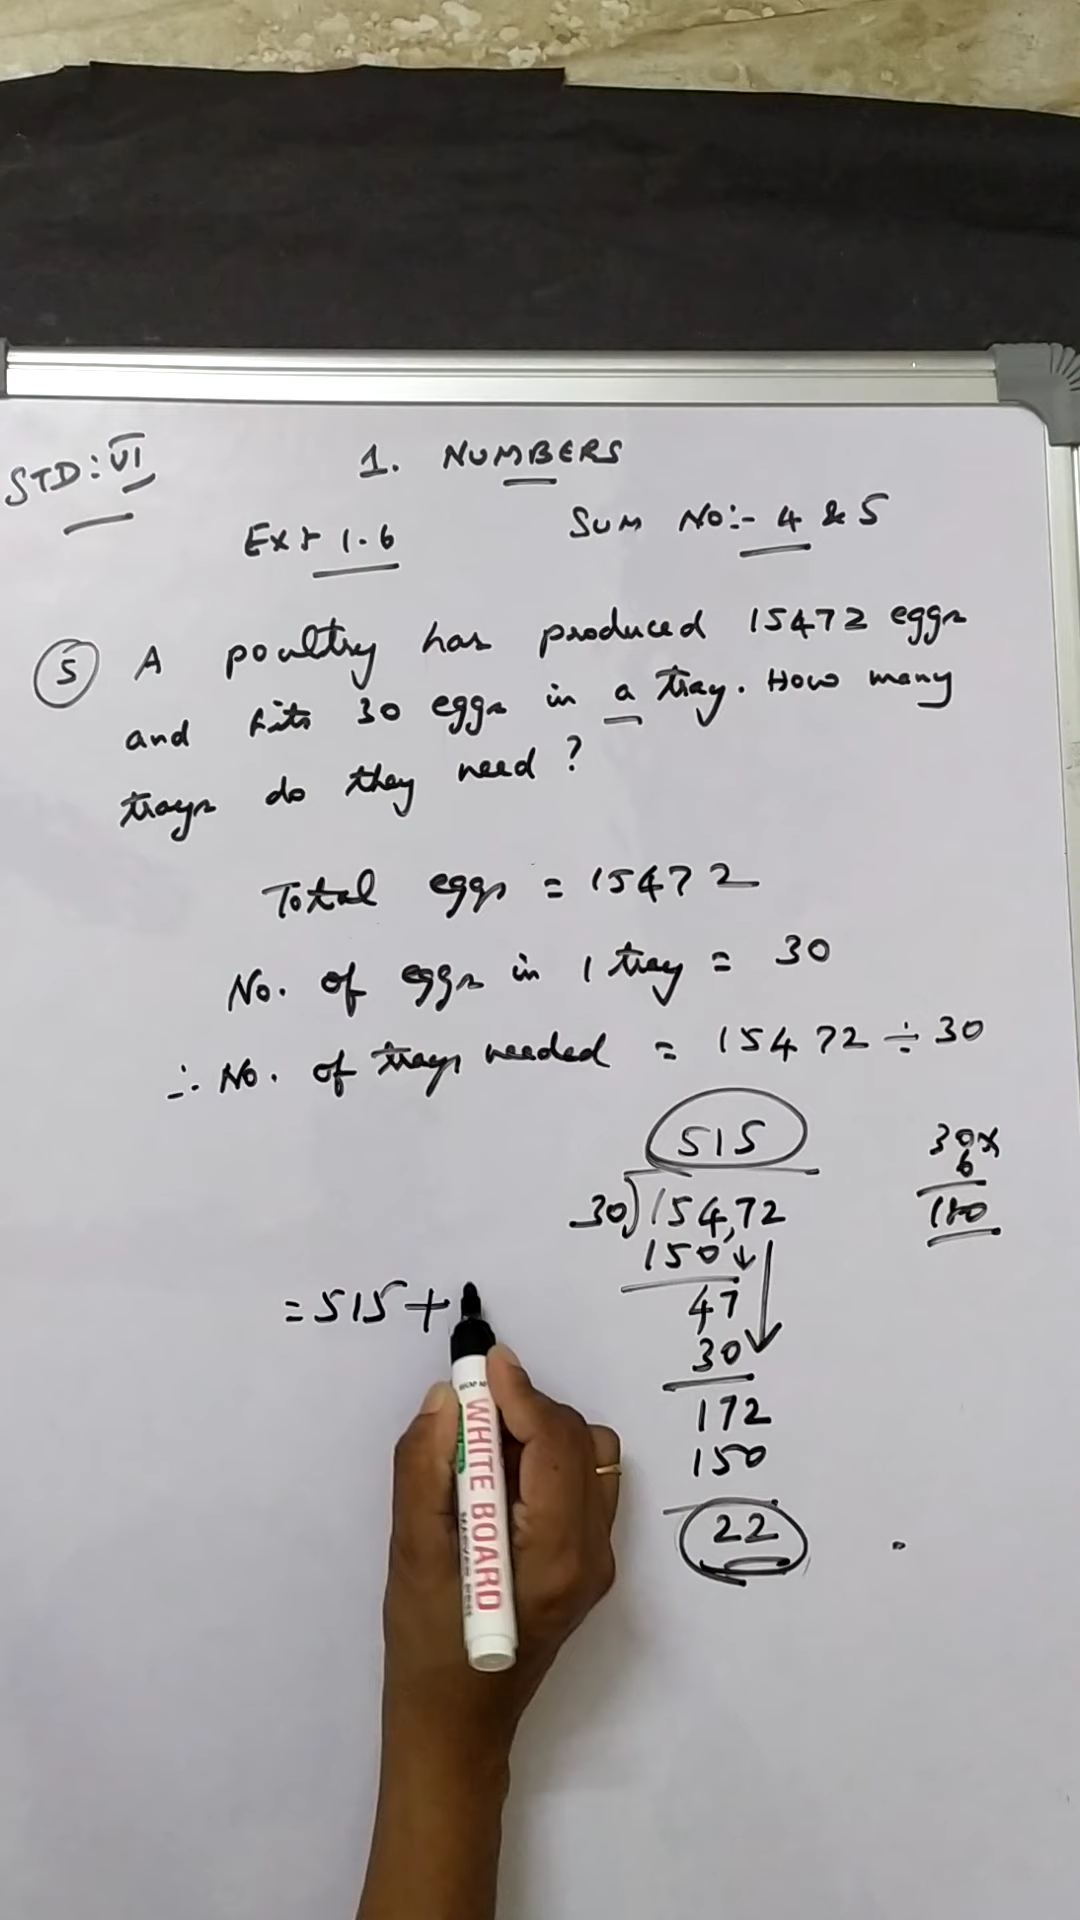 STD: VI
1. NUMBERS
Ex: 1.6
SUM NO:- 4 & 5
5 A poultry has produced 15472 eggs
and fits 30 eggs in a tray. How many
trays do they need?
Total eggs = 15472
No. of eggs in 1 tray = 30
∴ No. of trays needed = 15472 ÷ 30
515
30)154,72
150
47
30
172
150
22
30x
6
180
= 515 +
WHITE BOARD
MARKER PEN